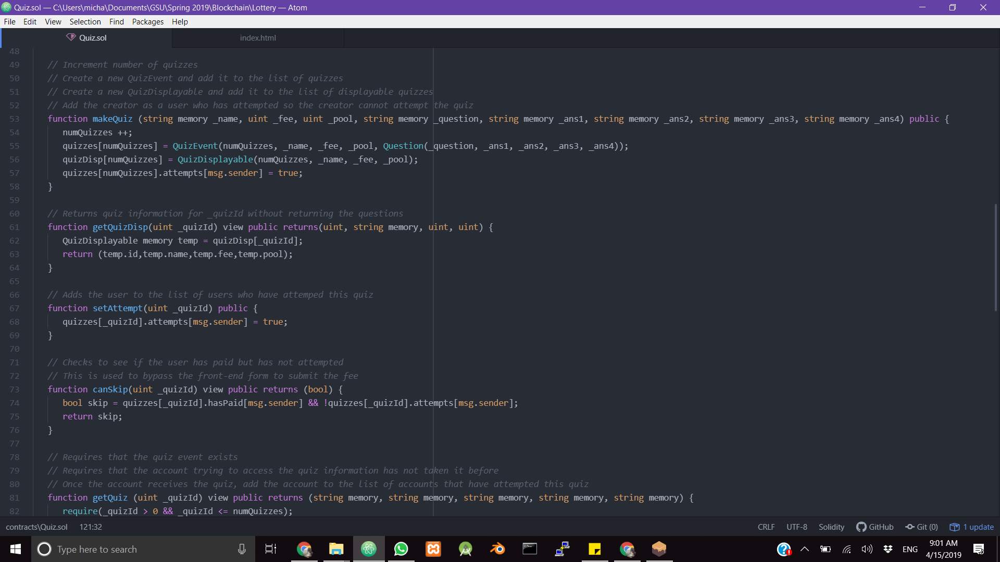 Quiz.sol — C:\Users\micha\Documents\GSU\Spring 2019\Blockchain\Lottery — Atom
File Edit View Selection Find Packages Help
Quiz.sol index.html
48
49 // Increment number of quizzes
50 // Create a new QuizEvent and add it to the list of quizzes
51 // Create a new QuizDisplayable and add it to the list of displayable quizzes
52 // Add the creator as a user who has attempted so the creator cannot attempt the quiz
53 function makeQuiz (string memory _name, uint _fee, uint _pool, string memory _question, string memory _ans1, string memory _ans2, string memory _ans3, string memory _ans4) public {
54 numQuizzes ++;
55 quizzes[numQuizzes] = QuizEvent(numQuizzes, _name, _fee, _pool, Question(_question, _ans1, _ans2, _ans3, _ans4));
56 quizDisp[numQuizzes] = QuizDisplayable(numQuizzes, _name, _fee, _pool);
57 quizzes[numQuizzes].attempts[msg.sender] = true;
58 }
59
60 // Returns quiz information for _quizId without returning the questions
61 function getQuizDisp(uint _quizId) view public returns(uint, string memory, uint, uint) {
62 QuizDisplayable memory temp = quizDisp[_quizId];
63 return (temp.id,temp.name,temp.fee,temp.pool);
64 }
65
66 // Adds the user to the list of users who have attemped this quiz
67 function setAttempt(uint _quizId) public {
68 quizzes[_quizId].attempts[msg.sender] = true;
69 }
70
71 // Checks to see if the user has paid but has not attempted
72 // This is used to bypass the front-end form to submit the fee
73 function canSkip(uint _quizId) view public returns (bool) {
74 bool skip = quizzes[_quizId].hasPaid[msg.sender] && !quizzes[_quizId].attempts[msg.sender];
75 return skip;
76 }
77
78 // Requires that the quiz event exists
79 // Requires that the account trying to access the quiz information has not taken it before
80 // Once the account receives the quiz, add the account to the list of accounts that have attempted this quiz
81 function getQuiz (uint _quizId) view public returns (string memory, string memory, string memory, string memory, string memory) {
82 require(_quizId > 0 && _quizId <= numQuizzes);
contracts\Quiz.sol 121:32 CRLF UTF-8 Solidity GitHub Git (0) 1 update
Type here to search ENG 9:01 AM
4/15/2019